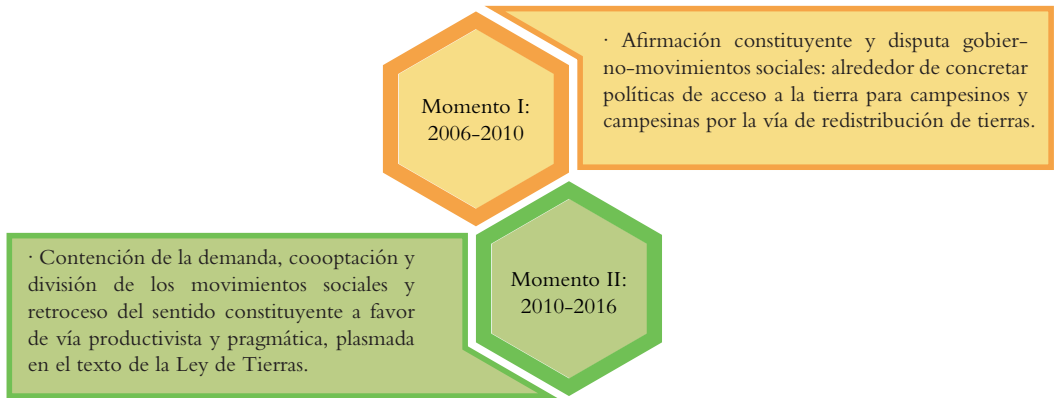 Momento I:
2006-2010
· Afirmación constituyente y disputa gobier-
no-movimientos sociales: alrededor de concretar
políticas de acceso a la tierra para campesinos y
campesinas por la vía de redistribución de tierras.
· Contención de la demanda, coooptación y
división de los movimientos sociales y
retroceso del sentido constituyente a favor
de vía productivista y pragmática, plasmada
en el texto de la Ley de Tierras.
Momento II:
2010-2016